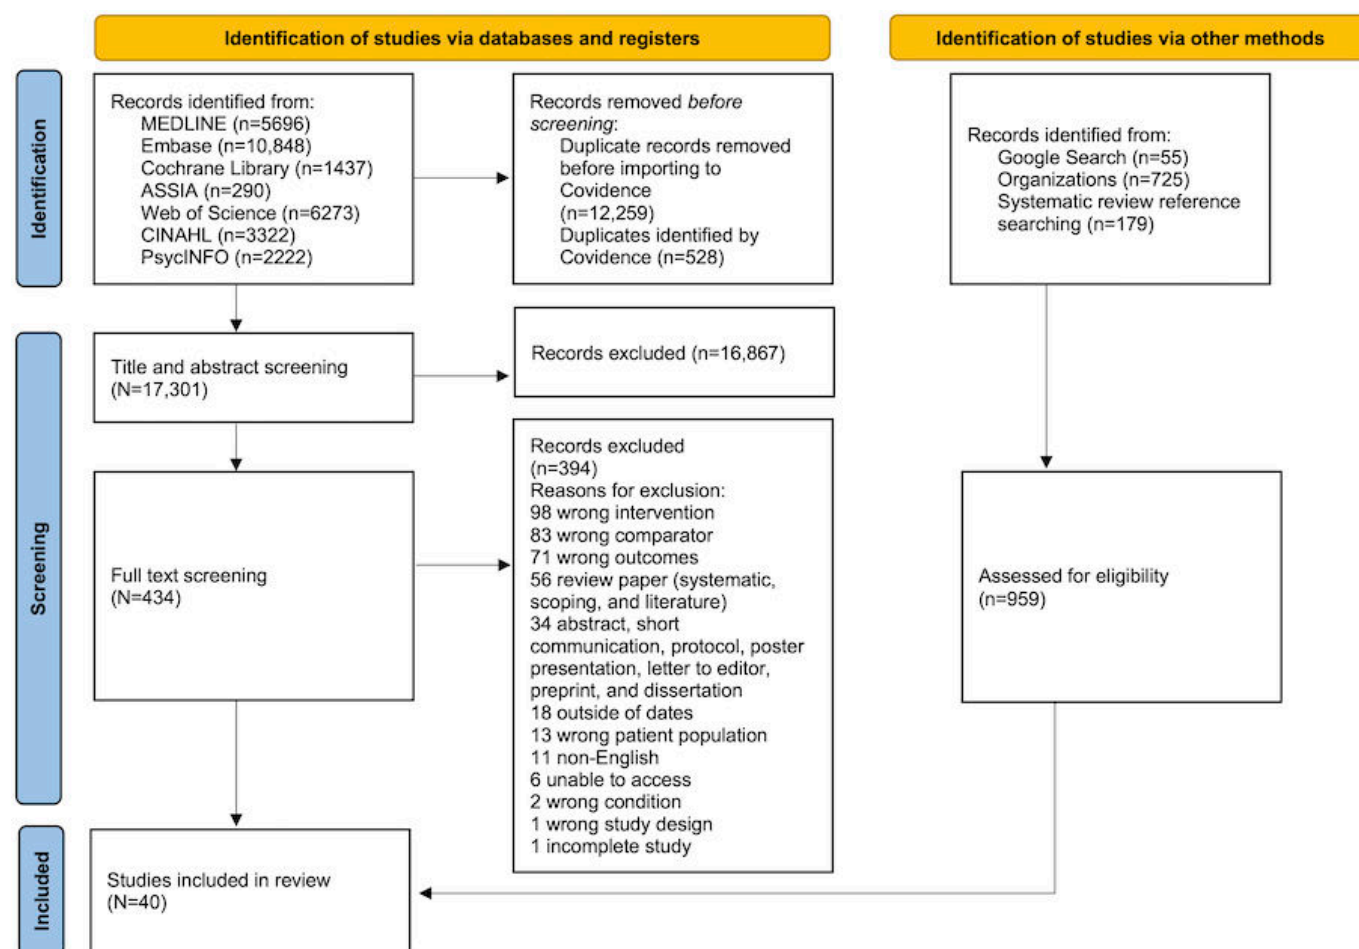 Identification of studies via databases and registers
Identification of studies via other methods
Identification
Records identified from:
MEDLINE (n=5696)
Embase (n=10,848)
Cochrane Library (n=1437)
ASSIA (n=290)
Web of Science (n=6273)
CINAHL (n=3322)
PsycINFO (n=2222)
Records removed before
screening:
Duplicate records removed
before importing to
Covidence
(n=12,259)
Duplicates identified by
Covidence (n=528)
Records identified from:
Google Search (n=55)
Organizations (n=725)
Systematic review reference
searching (n=179)
Screening
Title and abstract screening
(N=17,301)
Records excluded (n=16,867)
Full text screening
(N=434)
Records excluded
(n=394)
Reasons for exclusion:
98 wrong intervention
83 wrong comparator
71 wrong outcomes
56 review paper (systematic,
scoping, and literature)
34 abstract, short
communication, protocol, poster
presentation, letter to editor,
preprint, and dissertation
18 outside of dates
13 wrong patient population
11 non-English
6 unable to access
2 wrong condition
1 wrong study design
1 incomplete study
Assessed for eligibility
(n=959)
Included
Studies included in review
(N=40)